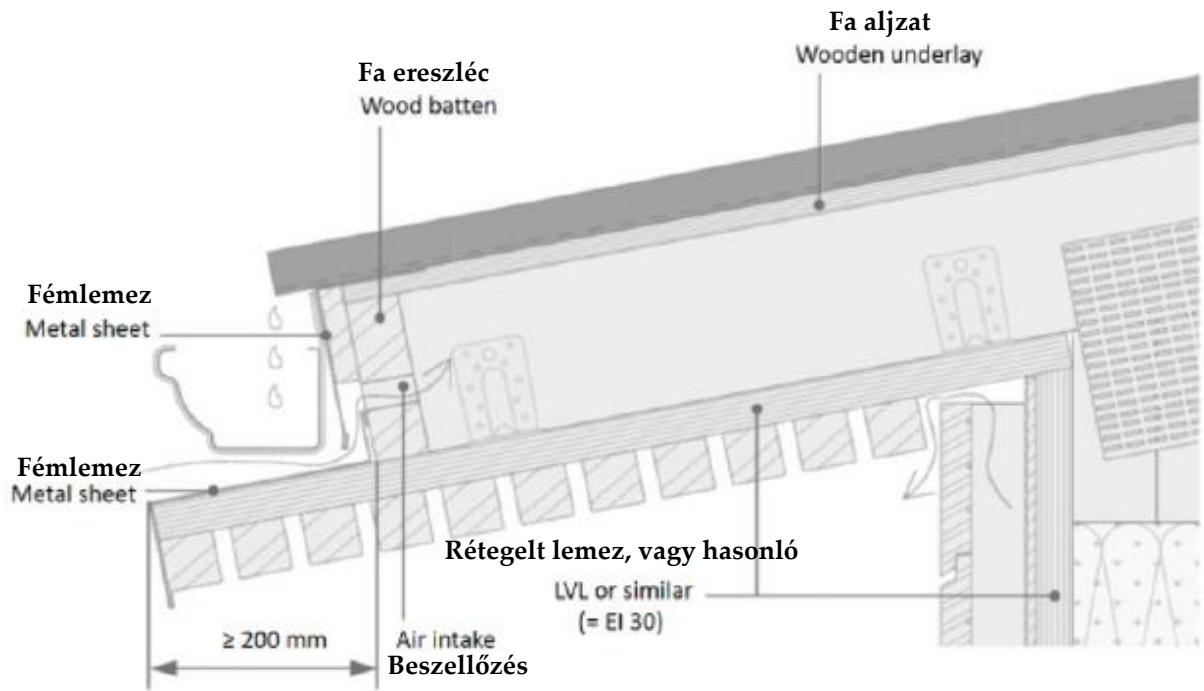 Fa aljzat
Wooden underlay
Fa ereszléc
Wood batten
Fémlemez
Metal sheet
Fémlemez
Metal sheet
Rétegelt lemez, vagy hasonló
LVL or similar
(= EI 30)
≥ 200 mm
Air intake
Beszellőzés